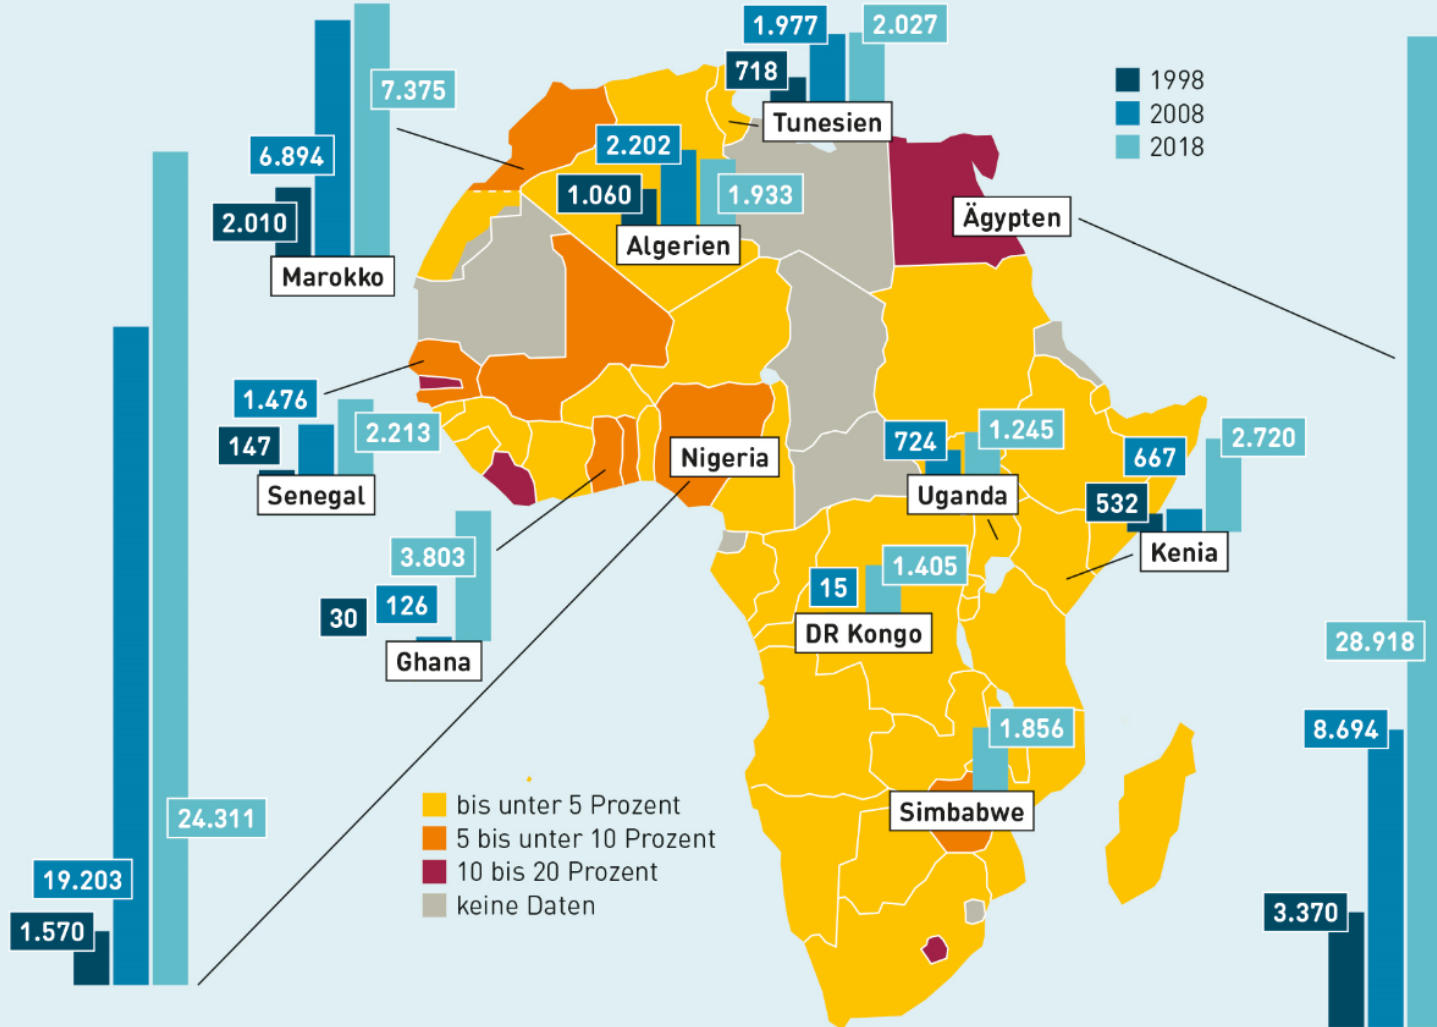 7.375
6.894
2.010
Marokko
1.977
2.027
718
Tunesien
1998
2008
2018
2.202
1.060
1.933
Algerien
Ägypten
28.918
8.694
3.370
1.476
147
2.213
Senegal
Nigeria
24.311
19.203
1.570
724
1.245
Uganda
667
2.720
532
Kenia
3.803
30
126
Ghana
15
1.405
DR Kongo
1.856
Simbabwe
bis unter 5 Prozent
5 bis unter 10 Prozent
10 bis 20 Prozent
keine Daten